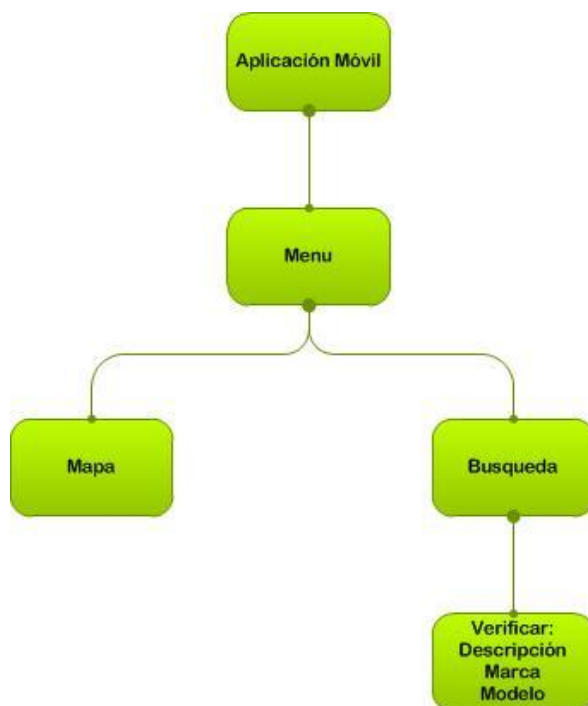 Aplicación Móvil
Menu
Mapa
Busqueda
Verificar:
Descripción
Marca
Modelo